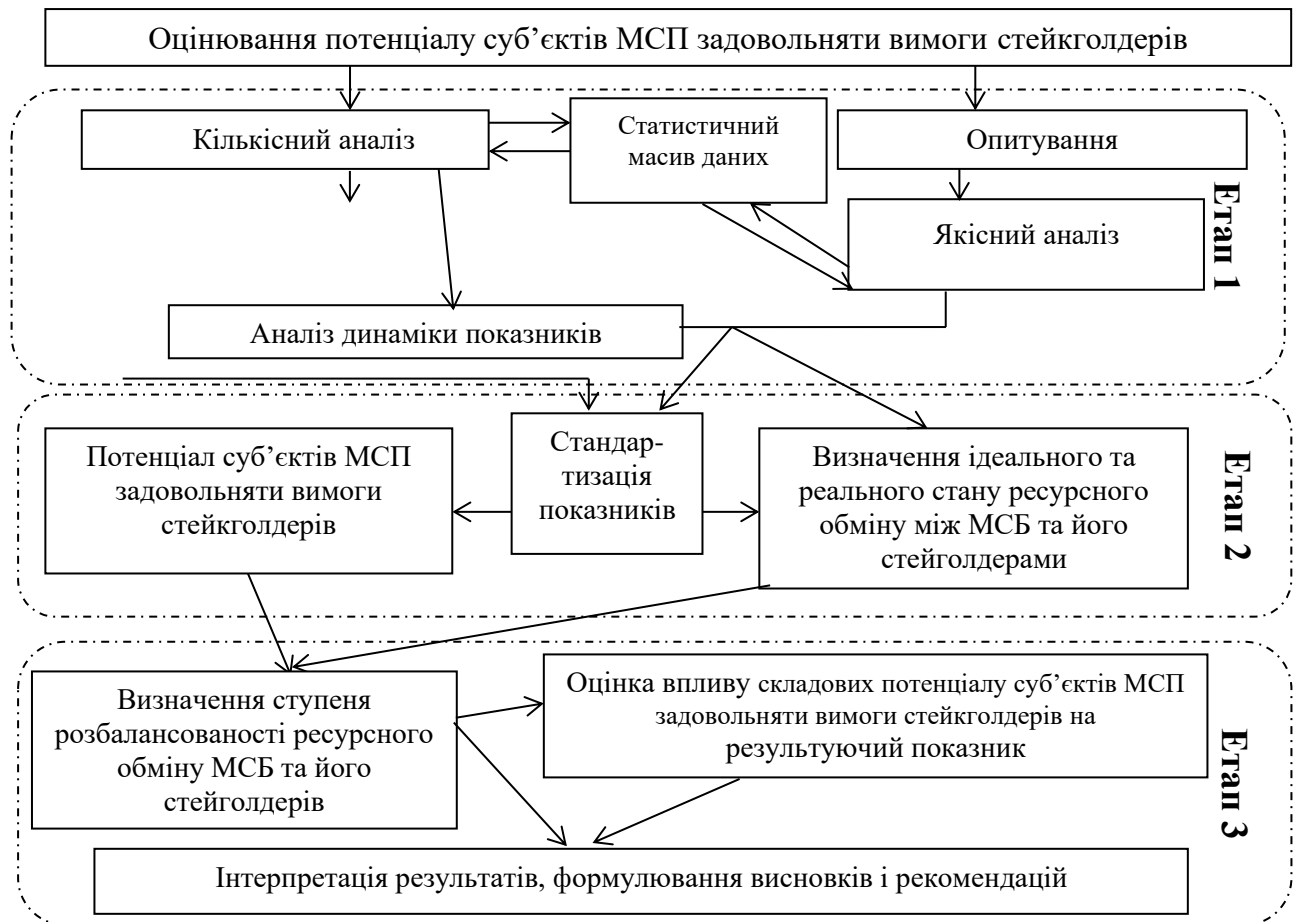 Оцінювання потенціалу суб’єктів МСП задовольняти вимоги стейкголдерів
Кількісний аналіз
Статистичний
масив даних
Опитування
Якісний аналіз
Аналіз динаміки показників
Етап 1
Потенціал суб’єктів МСП
задовольняти вимоги
стейкголдерів
Стандар-
тизація
показників
Визначення ідеального та
реального стану ресурсного
обміну між МСБ та його
стейголдерами
Етап 2
Визначення ступеня
розбалансованості ресурсного
обміну МСБ та його
стейголдерів
Оцінка впливу складових потенціалу суб’єктів МСП
задовольняти вимоги стейкголдерів на
результуючий показник
Етап 3
Інтерпретація результатів, формулювання висновків і рекомендацій